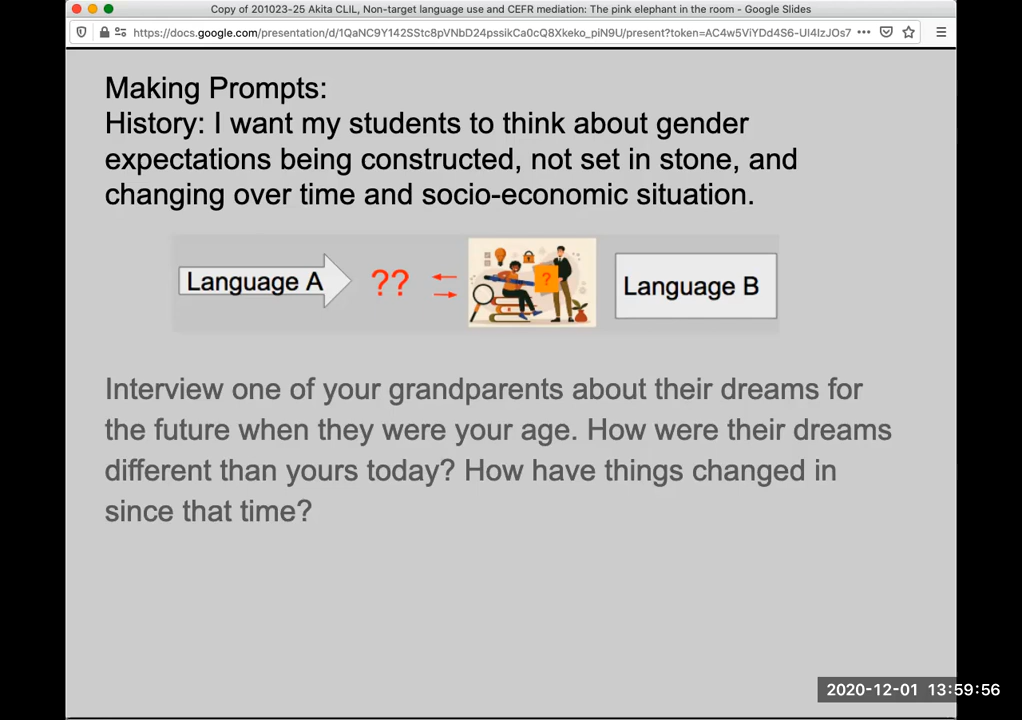 Copy of 201023-25 Akita CLIL, Non-target language use and CEFR mediation: The pink elephant in the room - Google Slides
https://docs.google.com/presentation/d/1QaNC9Y142SStc8pVNbD24pssikCa0cQ8Xkeko_piN9U/present?token=AC4w5ViYDd4S6-Ul4IzJOs7
Making Prompts:
History: I want my students to think about gender
expectations being constructed, not set in stone, and
changing over time and socio-economic situation.
Language A ?? ? Language B
Interview one of your grandparents about their dreams for
the future when they were your age. How were their dreams
different than yours today? How have things changed in
since that time?
2020-12-01 13:59:56